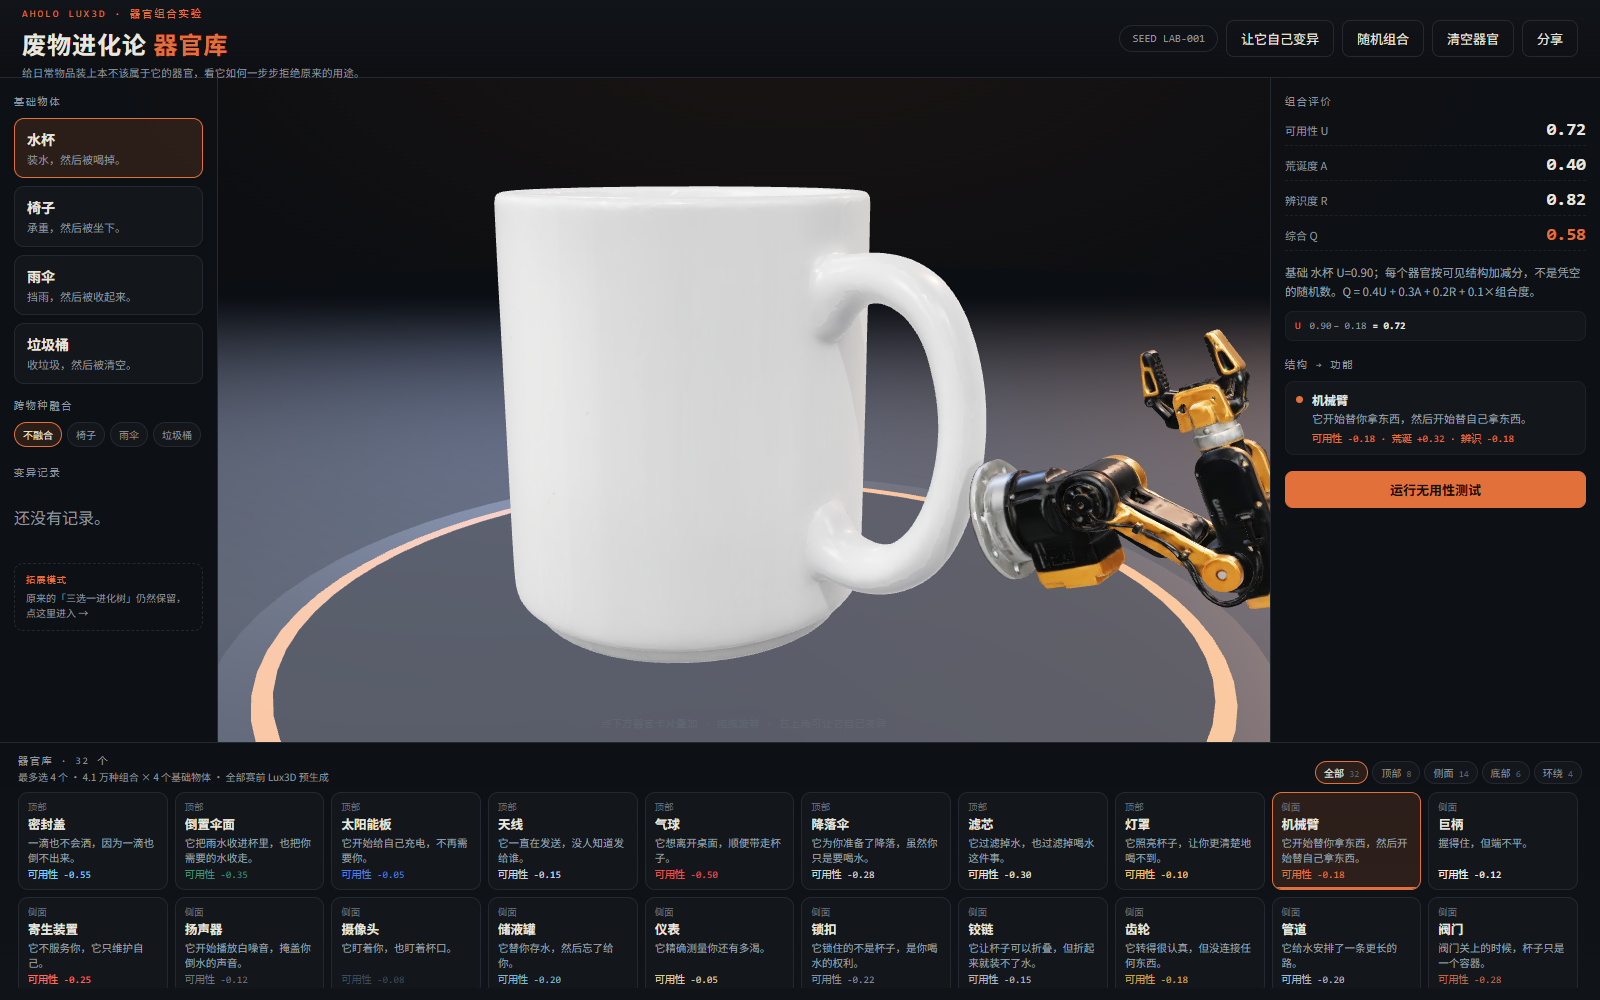 AHOLO LUX3D · 器官组合实验
废物进化论 器官库
给日常物品装上本不该属于它的器官，看它如何一步步拒绝原来的用途。
SEED LAB-001
让它自己变异
随机组合
清空器官
分享
基础物体
水杯
装水，然后被喝掉。
椅子
承重，然后被坐下。
雨伞
挡雨，然后被收起来。
垃圾桶
收垃圾，然后被清空。
跨物种融合
不融合 椅子 雨伞 垃圾桶
变异记录
还没有记录。
拓展模式
原来的「三选一进化树」仍然保留，
点这里进入 →
组合评价
可用性 U 0.72
荒诞度 A 0.40
辨识度 R 0.82
综合 Q 0.58
基础 水杯 U=0.90；每个器官按可见结构加减分，不是凭空
的随机数。Q = 0.4U + 0.3A + 0.2R + 0.1×组合度。
U 0.90 − 0.18 = 0.72
结构 → 功能
机械臂
它开始替你拿东西，然后开始替自己拿东西。
可用性 -0.18 · 荒诞 +0.32 · 辨识 -0.18
运行无用性测试
器官库 · 32 个
最多选 4 个 · 4.1 万种组合 × 4 个基础物体 · 全部赛前 Lux3D 预生成
全部 32 顶部 8 侧面 14 底部 6 环绕 4
顶部
密封盖
一滴也不会洒，因为一滴也
倒不出来。
可用性 -0.55
顶部
倒置伞面
它把雨水收进杯里，也把你
需要的水收走。
可用性 -0.35
顶部
太阳能板
它开始给自己充电，不再需
要你。
可用性 -0.05
顶部
天线
它一直在发送，没人知道发
给谁。
可用性 -0.15
顶部
气球
它想离开桌面，顺便带走杯
子。
可用性 -0.50
顶部
降落伞
它为你准备了降落，虽然你
只是要喝水。
可用性 -0.28
顶部
滤芯
它过滤掉水，也过滤掉喝水
这件事。
可用性 -0.30
顶部
灯罩
它照亮杯子，让你更清楚地
喝不到。
可用性 -0.10
侧面
机械臂
它开始替你拿东西，然后开
始替自己拿东西。
可用性 -0.18
侧面
巨柄
握得住，但端不平。
可用性 -0.12
侧面
寄生装置
它不服务你，它只维护自
己。
可用性 -0.25
侧面
扬声器
它开始播放白噪音，掩盖你
倒水的声音。
可用性 -0.12
侧面
摄像头
它盯着你，也盯着杯口。
可用性 -0.08
侧面
储液罐
它替你存水，然后忘了给
你。
可用性 -0.20
侧面
仪表
它精确测量你还有多渴。
可用性 -0.05
侧面
锁扣
它锁住的不是杯子，是你喝
水的权利。
可用性 -0.22
侧面
铰链
它让杯子可以折叠，但折起
来就装不了水。
可用性 -0.15
侧面
齿轮
它转得很认真，但没连接任
何东西。
可用性 -0.18
侧面
管道
它给水安排了一条更长的
路。
可用性 -0.20
侧面
阀门
阀门关上的时候，杯子只是
一个容器。
可用性 -0.28